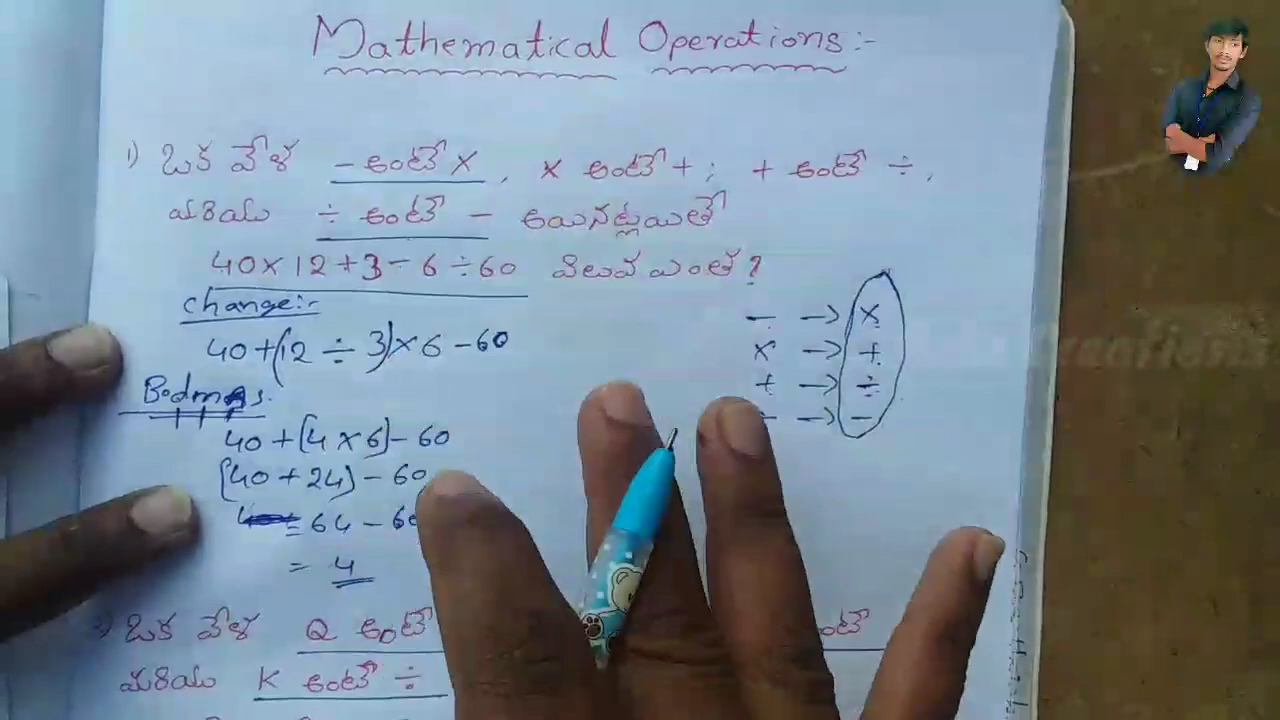 Mathematical Operations:-
1) ఒక వేళ - అంటే ×, × అంటే + ; + అంటే ÷,
మరియు ÷ అంటే - అయినట్లయితే
40 × 12 + 3 - 6 ÷ 60 విలువ ఎంత ?
Change:-
40 + (12 ÷ 3) × 6 - 60
- → ×
× → +
+ → ÷
→ -
Bodmas.
40 + (4 × 6) - 60
(40 + 24) - 60
= 64 - 60
= 4
ఒక వేళ Q అంటే
మరియు K అంటే ÷